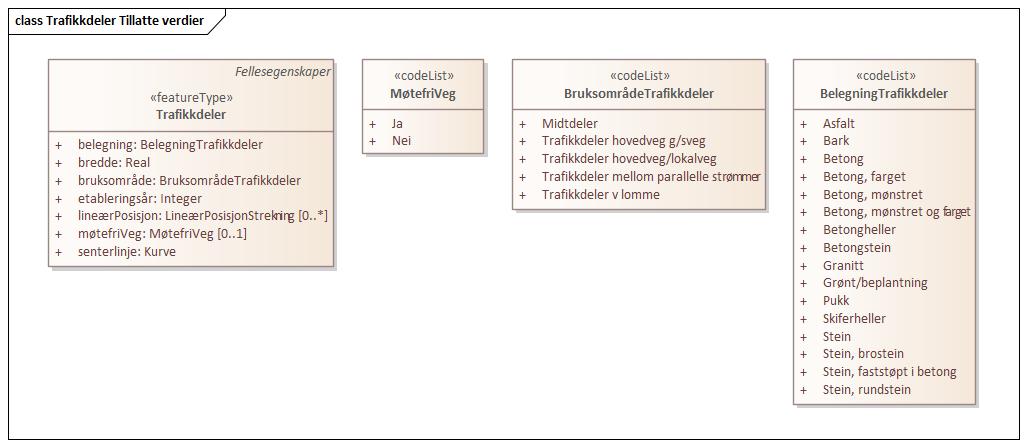 class Trafikkdeler Tillatte verdier
Fellesegenskaper
«featureType»
Trafikkdeler
+ belegning: BelegningTrafikkdeler
+ bredde: Real
+ bruksområde: BruksområdeTrafikkdeler
+ etableringsår: Integer
+ lineærPosisjon: LineærPosisjonStrekning [0..*]
+ møtefriVeg: MøtefriVeg [0..1]
+ senterlinje: Kurve
«codeList»
MøtefriVeg
+ Ja
+ Nei
«codeList»
BruksområdeTrafikkdeler
+ Midtdeler
+ Trafikkdeler hovedveg g/sveg
+ Trafikkdeler hovedveg/lokalveg
+ Trafikkdeler mellom parallelle strømmer
+ Trafikkdeler v lomme
«codeList»
BelegningTrafikkdeler
+ Asfalt
+ Bark
+ Betong
+ Betong, farget
+ Betong, mønstret
+ Betong, mønstret og farget
+ Betongheller
+ Betongstein
+ Granitt
+ Grønt/beplantning
+ Pukk
+ Skiferheller
+ Stein
+ Stein, brostein
+ Stein, faststøpt i betong
+ Stein, rundstein